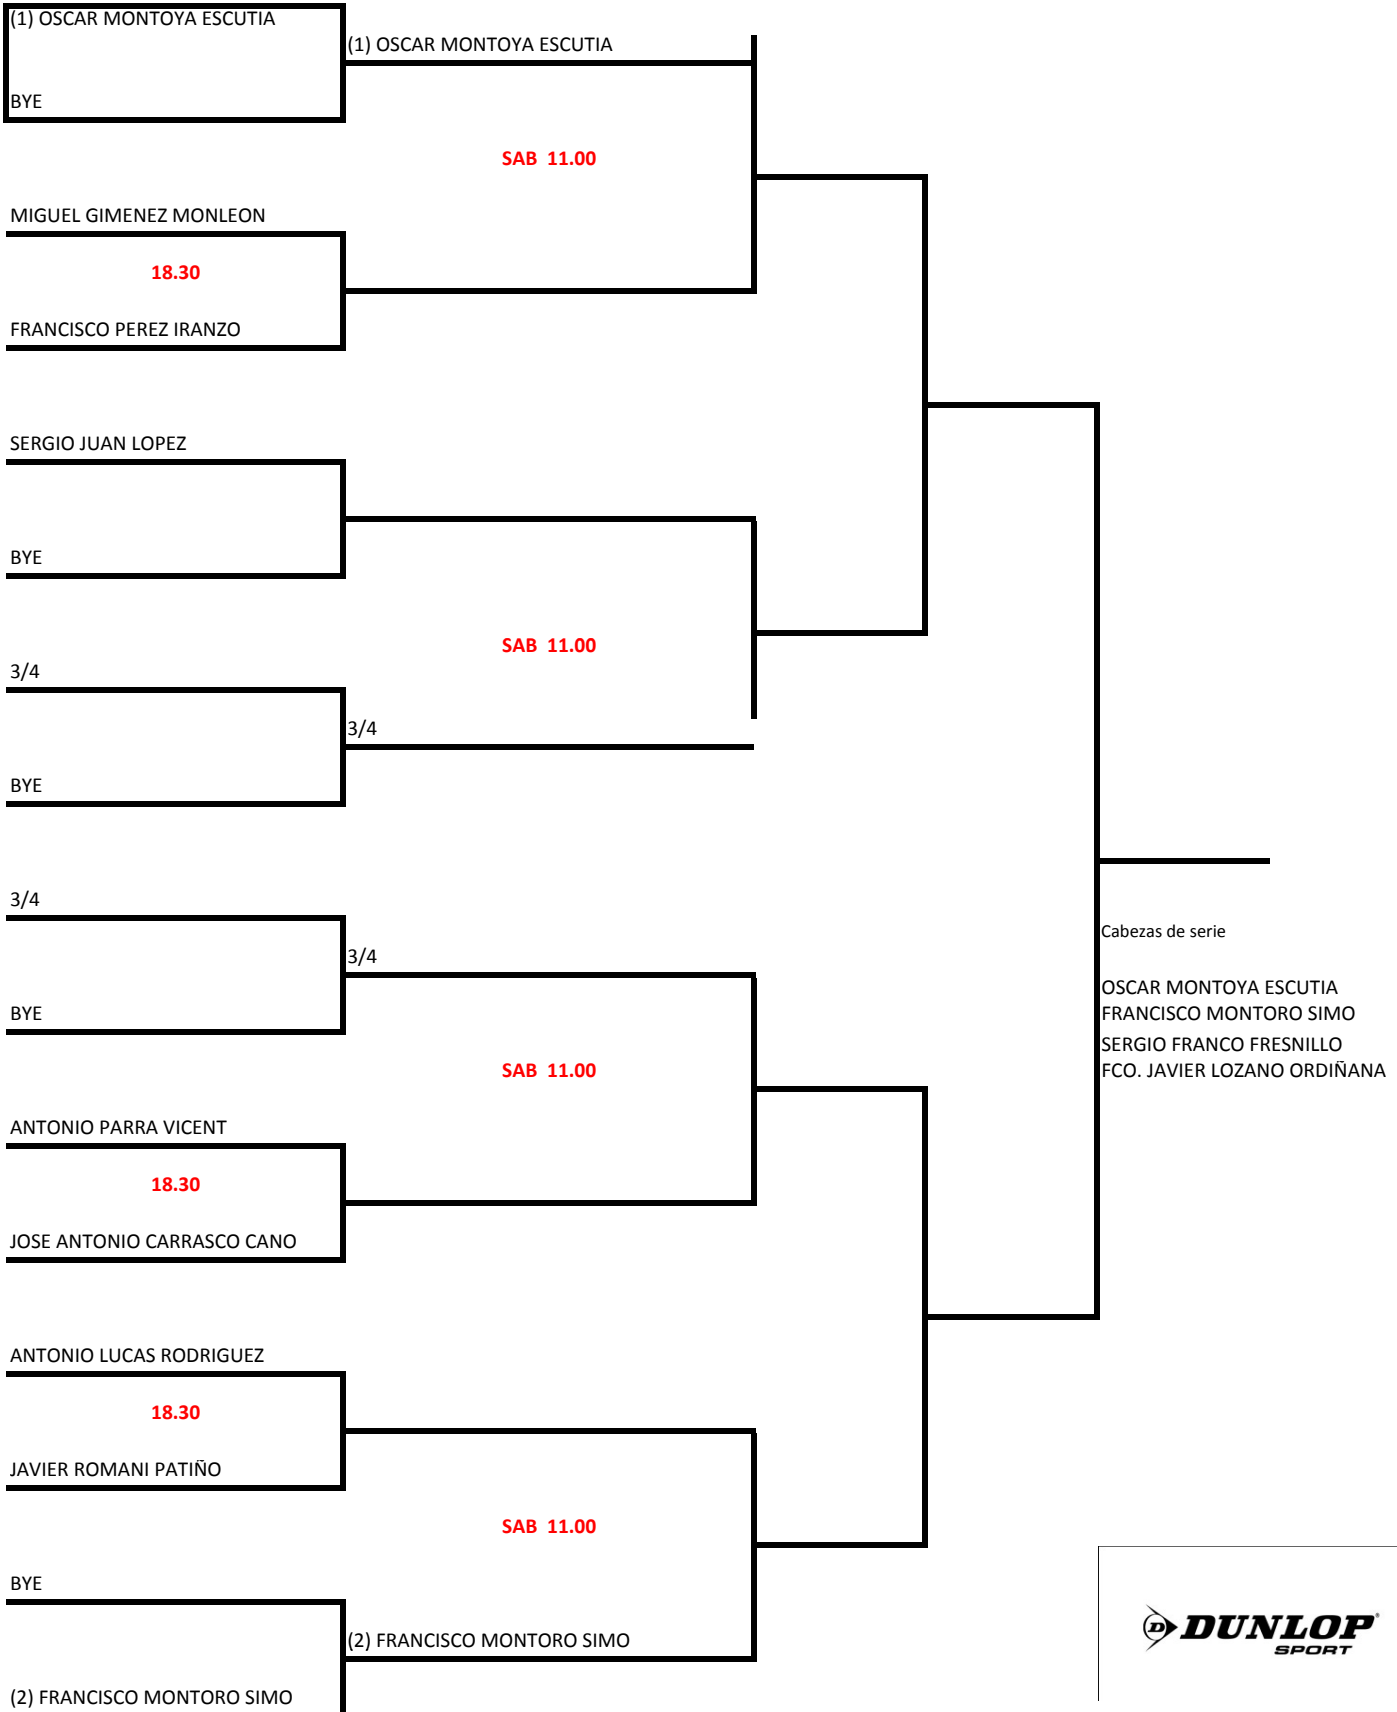 (1) OSCAR MONTOYA ESCUTIA
(1) OSCAR MONTOYA ESCUTIA
BYE
SAB 11.00
MIGUEL GIMENEZ MONLEON
18.30
FRANCISCO PEREZ IRANZO
SERGIO JUAN LOPEZ
BYE
SAB 11.00
3/4
3/4
BYE
3/4
Cabezas de serie
3/4
OSCAR MONTOYA ESCUTIA
BYE
FRANCISCO MONTORO SIMO
SERGIO FRANCO FRESNILLO
SAB 11.00
FCO. JAVIER LOZANO ORDIÑANA
ANTONIO PARRA VICENT
18.30
JOSE ANTONIO CARRASCO CANO
ANTONIO LUCAS RODRIGUEZ
18.30
JAVIER ROMANI PATIÑO
SAB 11.00
BYE
(2) FRANCISCO MONTORO SIMO
(2) FRANCISCO MONTORO SIMO
D DUNLOP
SPORT